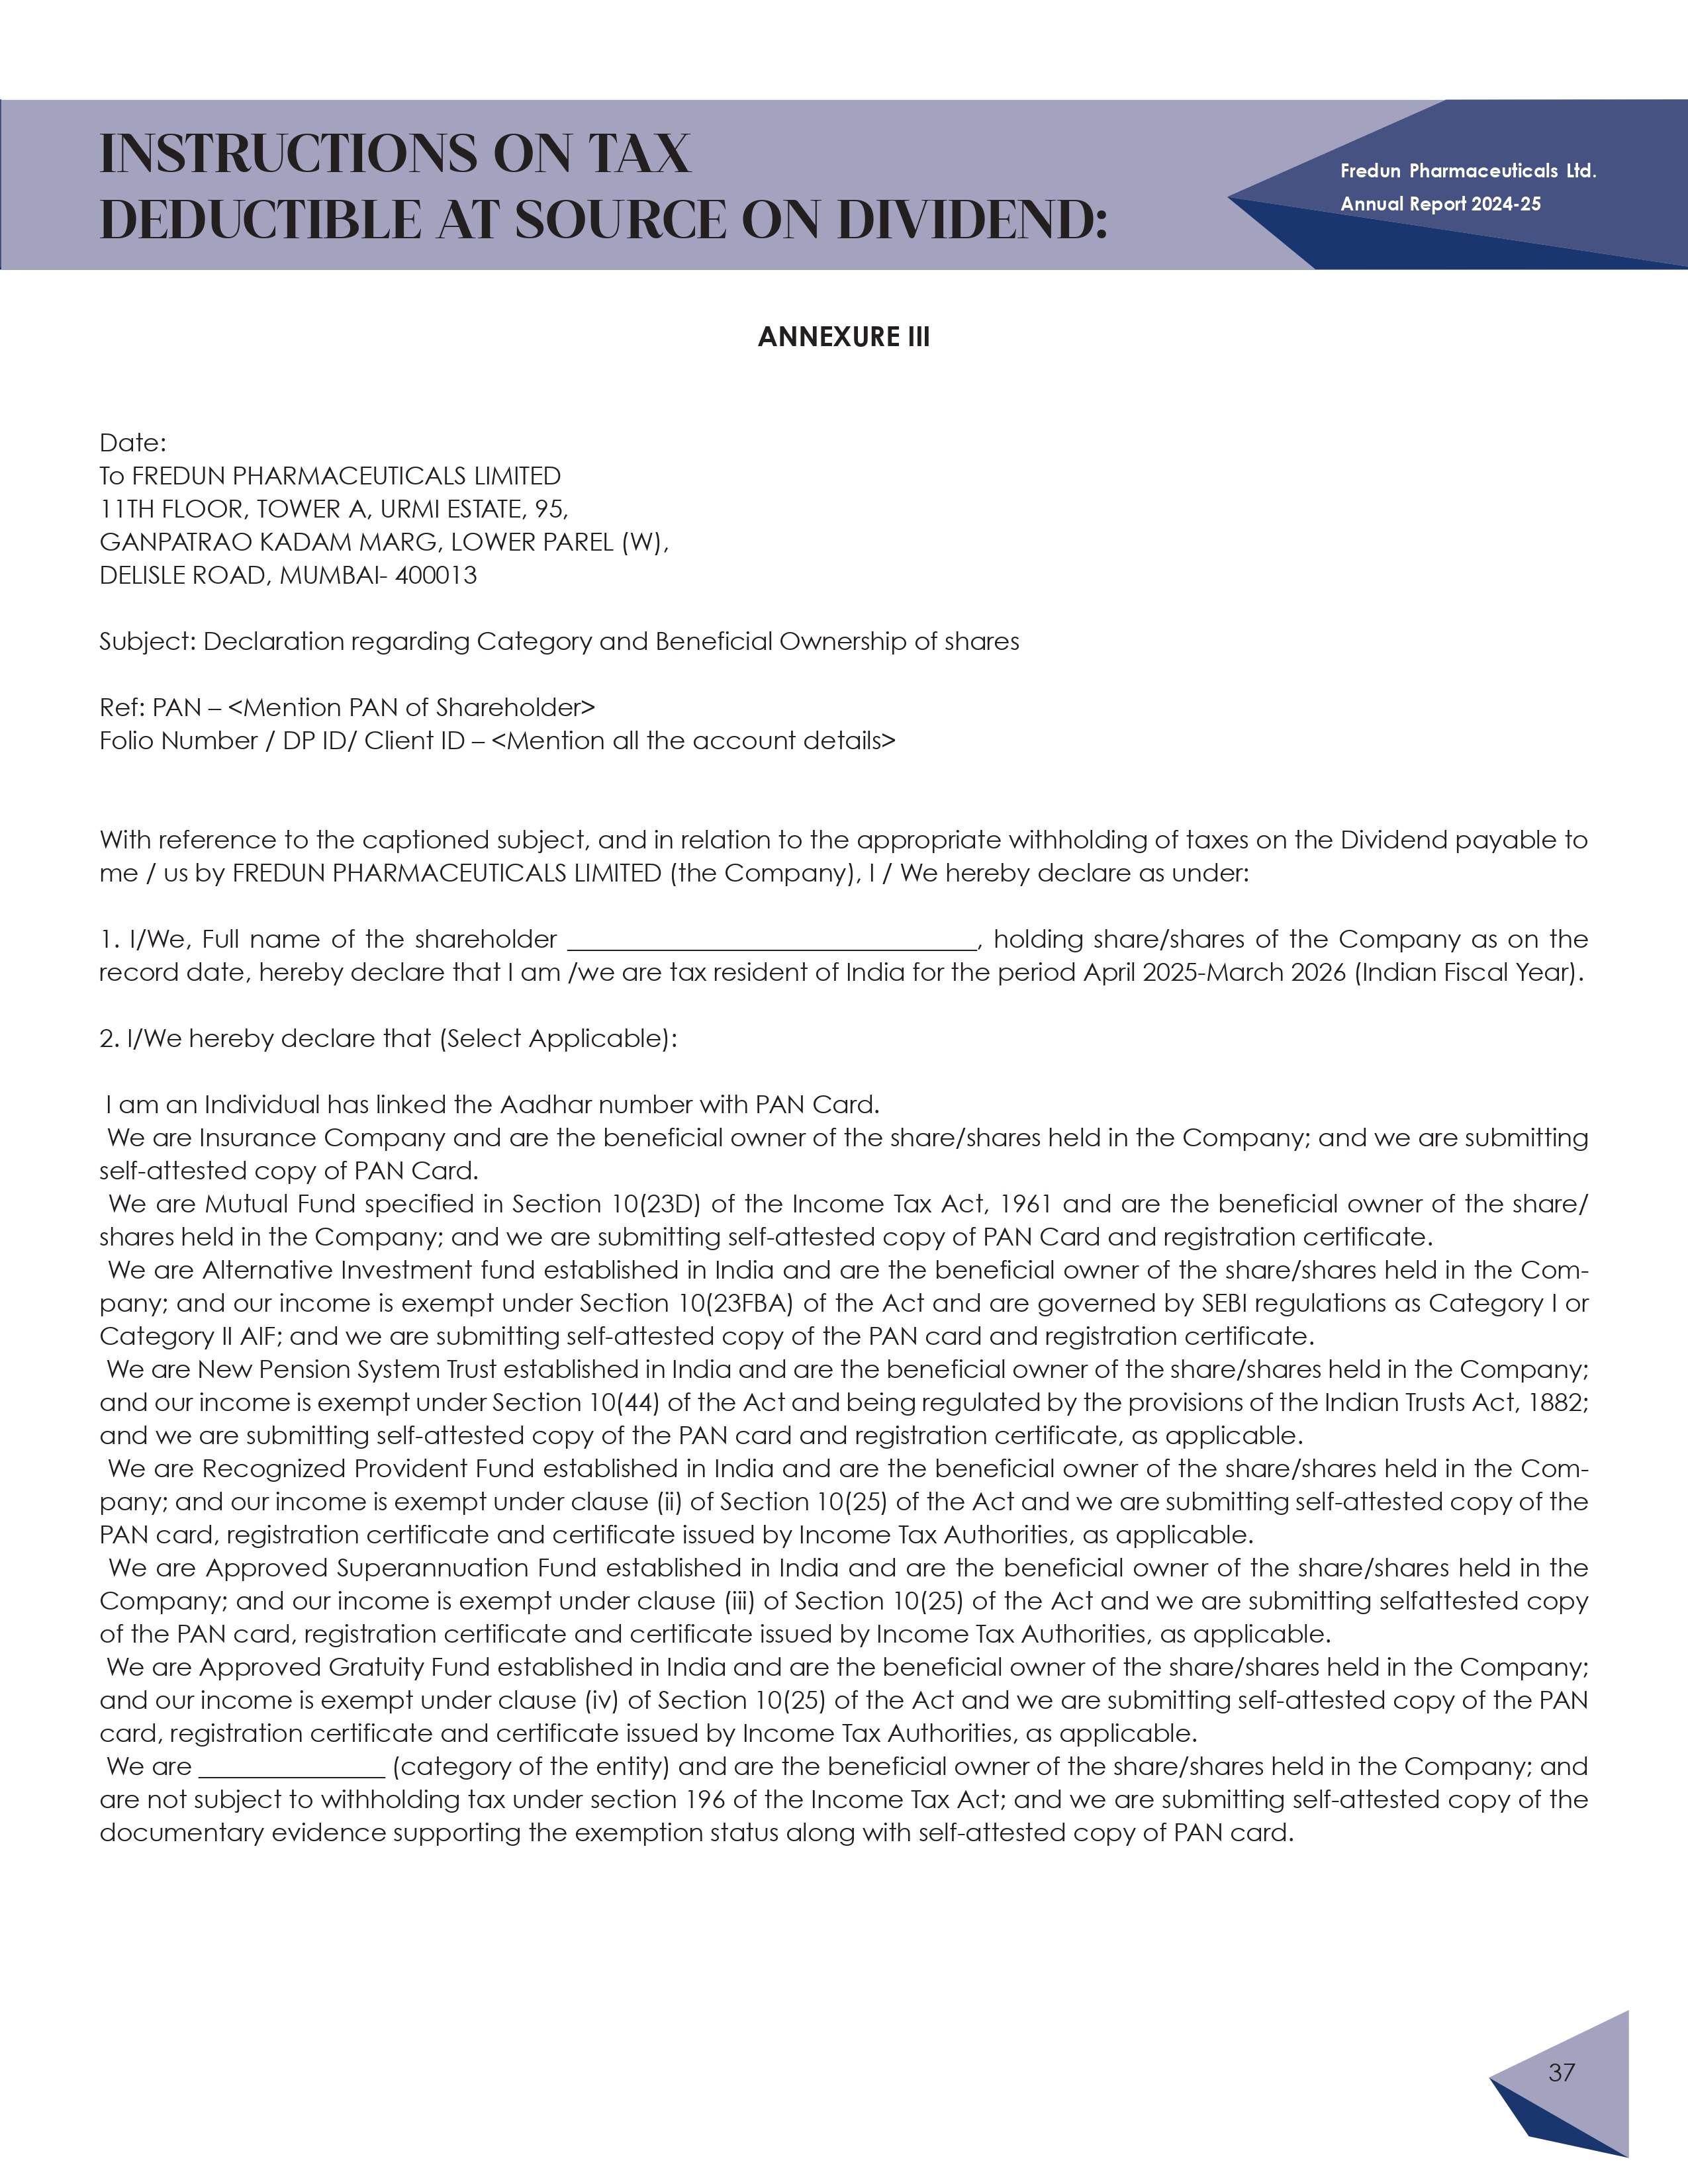 INSTRUCTIONS ON TAX
DEDUCTIBLE AT SOURCE ON DIVIDEND:
Fredun Pharmaceuticals Ltd.
Annual Report 2024-25
ANNEXURE III
Date:
To FREDUN PHARMACEUTICALS LIMITED
11TH FLOOR, TOWER A, URMI ESTATE, 95,
GANPATRAO KADAM MARG, LOWER PAREL (W),
DELISLE ROAD, MUMBAI- 400013
Subject: Declaration regarding Category and Beneficial Ownership of shares
Ref: PAN – <Mention PAN of Shareholder>
Folio Number / DP ID/ Client ID – <Mention all the account details>
With reference to the captioned subject, and in relation to the appropriate withholding of taxes on the Dividend payable to
me / us by FREDUN PHARMACEUTICALS LIMITED (the Company), I / We hereby declare as under:
1. I/We, Full name of the shareholder _______________________________, holding share/shares of the Company as on the
record date, hereby declare that I am /we are tax resident of India for the period April 2025-March 2026 (Indian Fiscal Year).
2. I/We hereby declare that (Select Applicable):
I am an Individual has linked the Aadhar number with PAN Card.
We are Insurance Company and are the beneficial owner of the share/shares held in the Company; and we are submitting
self-attested copy of PAN Card.
We are Mutual Fund specified in Section 10(23D) of the Income Tax Act, 1961 and are the beneficial owner of the share/
shares held in the Company; and we are submitting self-attested copy of PAN Card and registration certificate.
We are Alternative Investment fund established in India and are the beneficial owner of the share/shares held in the Com-
pany; and our income is exempt under Section 10(23FBA) of the Act and are governed by SEBI regulations as Category I or
Category II AIF; and we are submitting self-attested copy of the PAN card and registration certificate.
We are New Pension System Trust established in India and are the beneficial owner of the share/shares held in the Company;
and our income is exempt under Section 10(44) of the Act and being regulated by the provisions of the Indian Trusts Act, 1882;
and we are submitting self-attested copy of the PAN card and registration certificate, as applicable.
We are Recognized Provident Fund established in India and are the beneficial owner of the share/shares held in the Com-
pany; and our income is exempt under clause (ii) of Section 10(25) of the Act and we are submitting self-attested copy of the
PAN card, registration certificate and certificate issued by Income Tax Authorities, as applicable.
We are Approved Superannuation Fund established in India and are the beneficial owner of the share/shares held in the
Company; and our income is exempt under clause (iii) of Section 10(25) of the Act and we are submitting selfattested copy
of the PAN card, registration certificate and certificate issued by Income Tax Authorities, as applicable.
We are Approved Gratuity Fund established in India and are the beneficial owner of the share/shares held in the Company;
and our income is exempt under clause (iv) of Section 10(25) of the Act and we are submitting self-attested copy of the PAN
card, registration certificate and certificate issued by Income Tax Authorities, as applicable.
We are ______________ (category of the entity) and are the beneficial owner of the share/shares held in the Company; and
are not subject to withholding tax under section 196 of the Income Tax Act; and we are submitting self-attested copy of the
documentary evidence supporting the exemption status along with self-attested copy of PAN card.
37